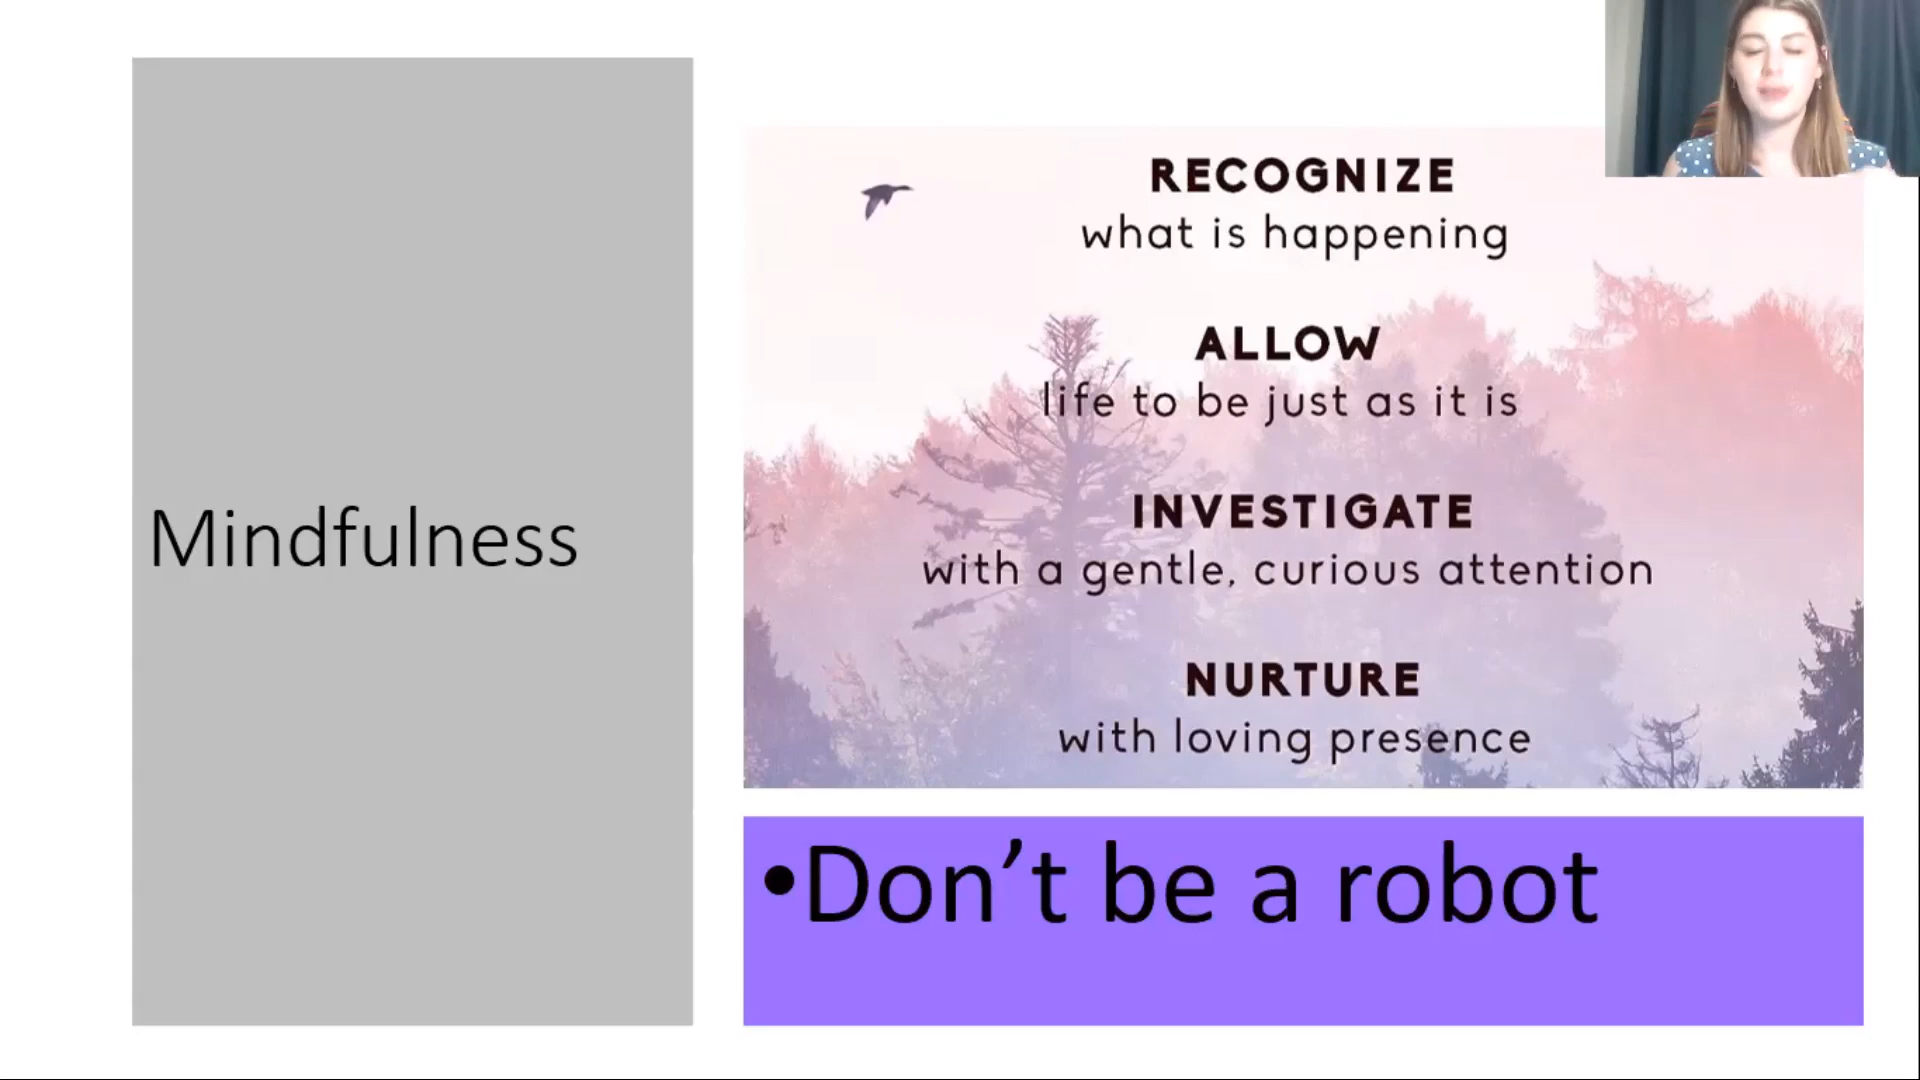 Mindfulness
RECOGNIZE
what is happening
ALLOW
life to be just as it is
INVESTIGATE
with a gentle, curious attention
NURTURE
with loving presence
•Don’t be a robot